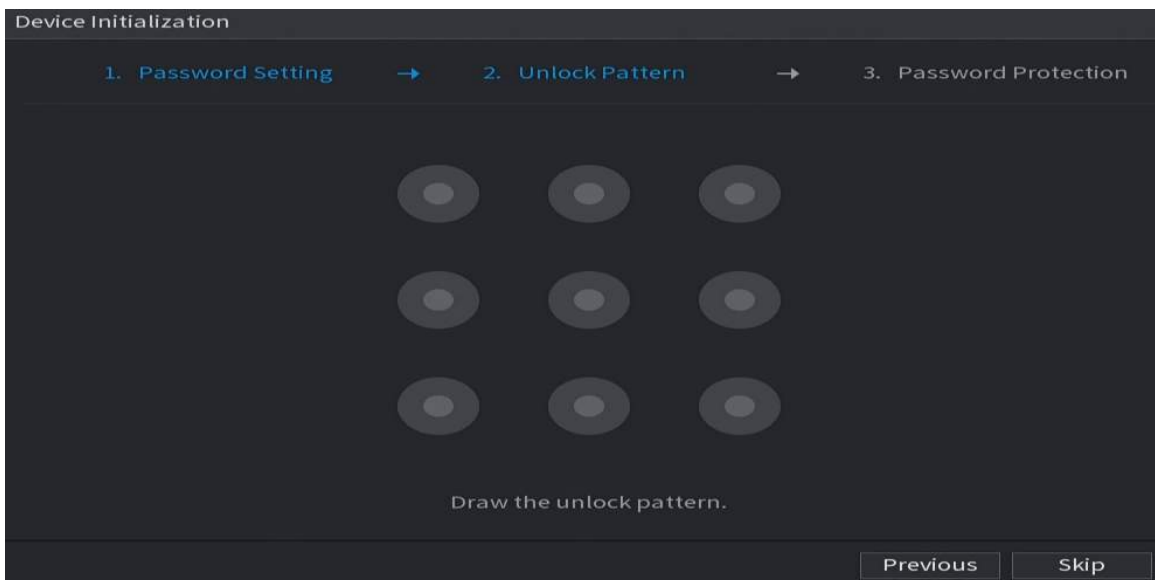 Device Initialization
1. Password Setting → 2. Unlock Pattern → 3. Password Protection
Draw the unlock pattern.
Previous Skip